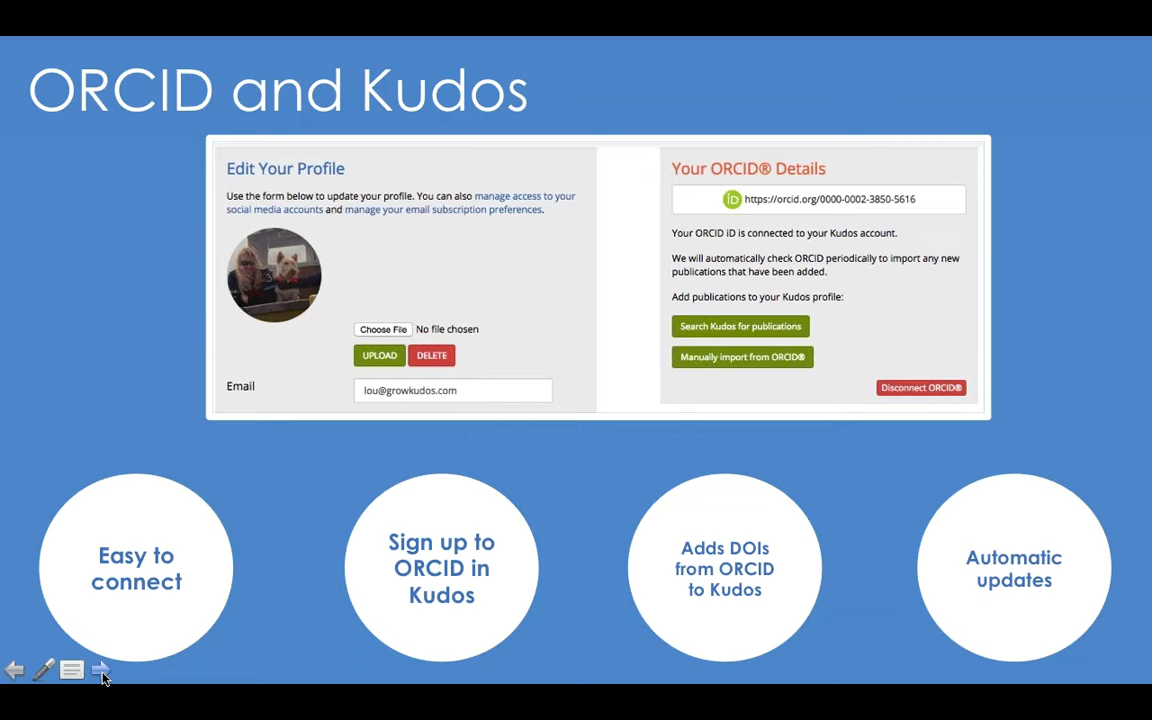 ORCID and Kudos
Edit Your Profile
Use the form below to update your profile. You can also manage access to your
social media accounts and manage your email subscription preferences.
Choose File No file chosen
UPLOAD DELETE
Email
lou@growkudos.com
Your ORCID® Details
iD https://orcid.org/0000-0002-3850-5616
Your ORCID iD is connected to your Kudos account.
We will automatically check ORCID periodically to import any new
publications that have been added.
Add publications to your Kudos profile:
Search Kudos for publications
Manually import from ORCID®
Disconnect ORCID®
Easy to
connect
Sign up to
ORCID in
Kudos
Adds DOIs
from ORCID
to Kudos
Automatic
updates